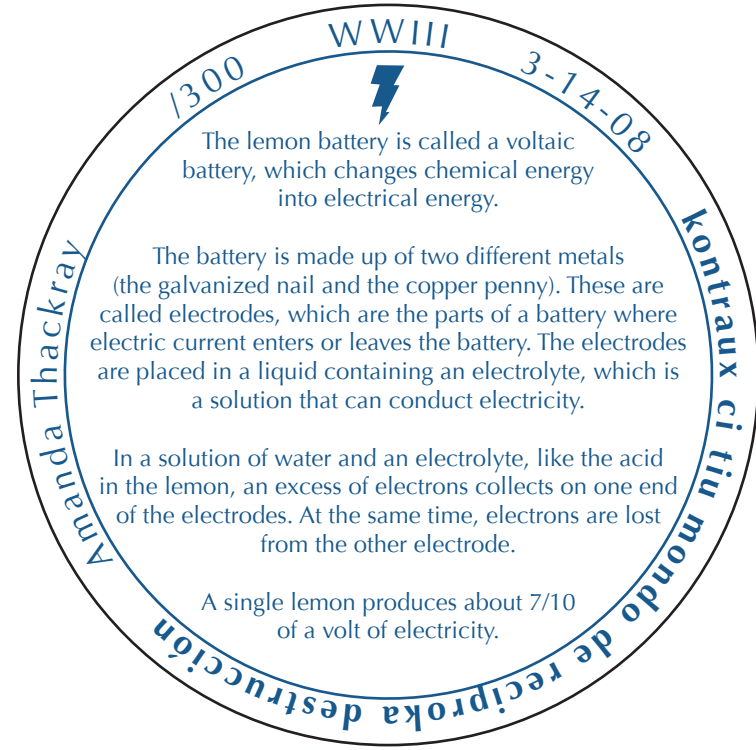 /300
WWIII
3-14-08
The lemon battery is called a voltaic
battery, which changes chemical energy
into electrical energy.
The battery is made up of two different metals
(the galvanized nail and the copper penny). These are
called electrodes, which are the parts of a battery where
electric current enters or leaves the battery. The electrodes
are placed in a liquid containing an electrolyte, which is
a solution that can conduct electricity.
In a solution of water and an electrolyte, like the acid
in the lemon, an excess of electrons collects on one end
of the electrodes. At the same time, electrons are lost
from the other electrode.
A single lemon produces about 7/10
of a volt of electricity.
Amanda Thackray
kontraux ci tiu mondo de reciproka destrucción